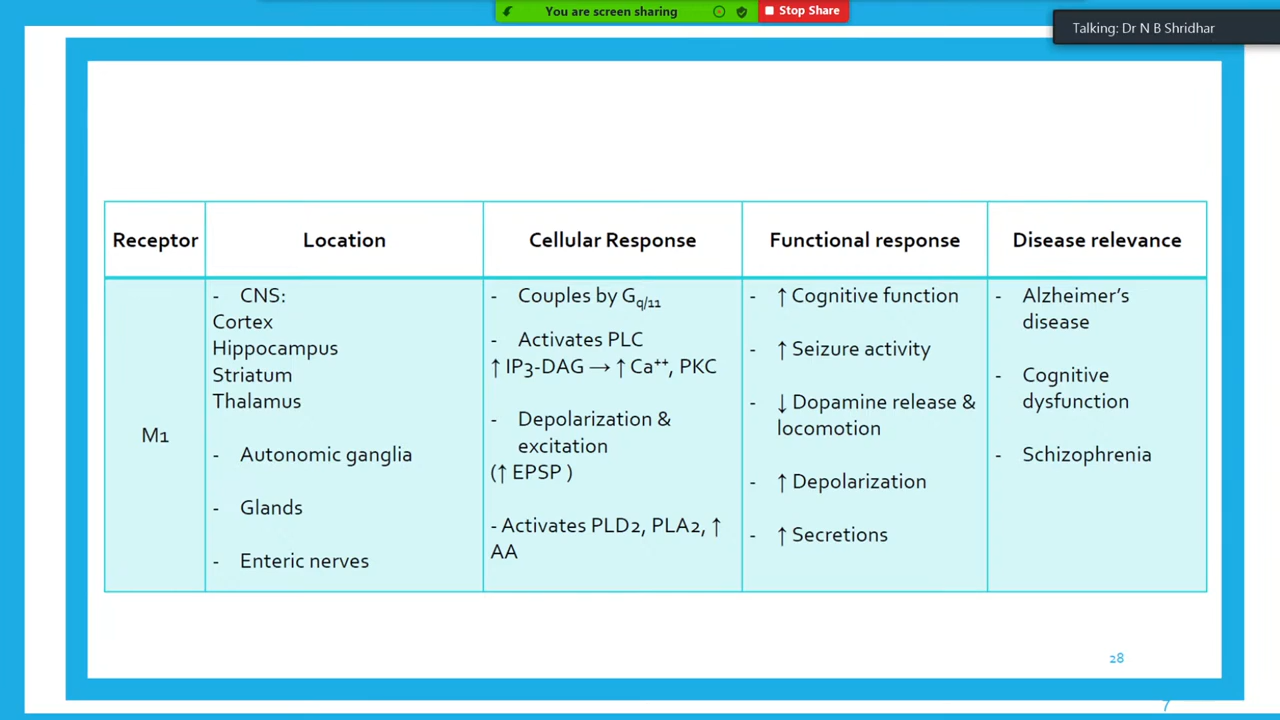 You are screen sharing
Stop Share
Talking: Dr N B Shridhar
Receptor
Location
Cellular Response
Functional response
Disease relevance
M1
- CNS:
Cortex
Hippocampus
Striatum
Thalamus
- Autonomic ganglia
- Glands
- Enteric nerves
- Couples by Gq/11
- Activates PLC
↑ IP3-DAG → ↑ Ca⁺⁺, PKC
- Depolarization &
excitation
(↑ EPSP )
- Activates PLD2, PLA2, ↑
AA
- ↑ Cognitive function
- ↑ Seizure activity
- ↓ Dopamine release &
locomotion
- ↑ Depolarization
- ↑ Secretions
- Alzheimer's
disease
- Cognitive
dysfunction
- Schizophrenia
28
7